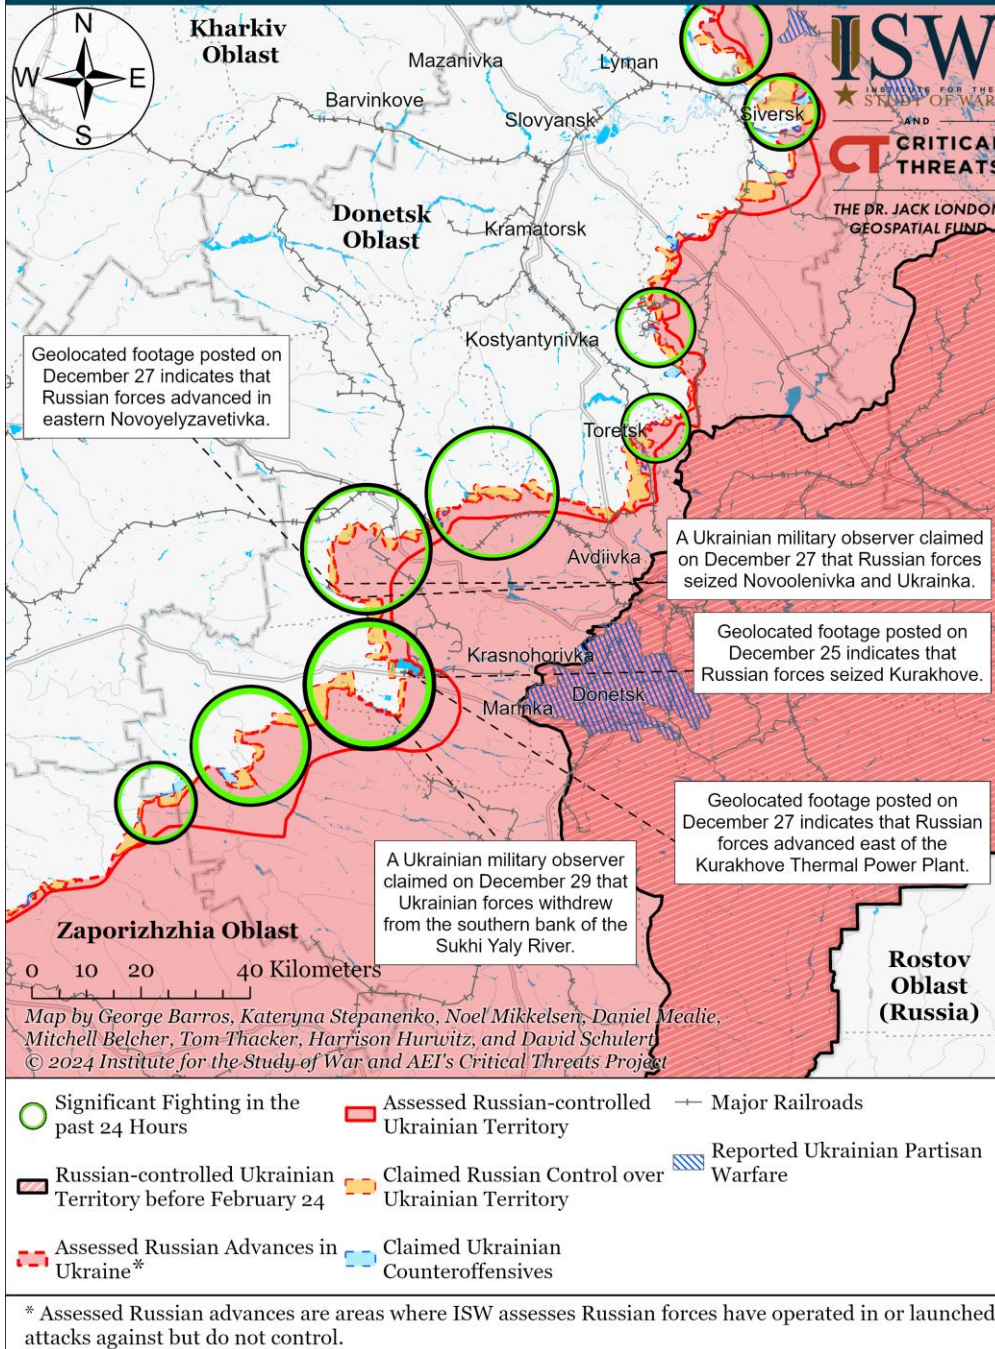 N
W
E
S
Kharkiv
Oblast
Mazanivka
Lyman
Barvinkove
Slovyansk
Siversk
ISW
INSTITUTE FOR THE
STUDY OF WAR
AND
CT CRITICAL
THREATS
THE DR. JACK LONDON
GEOSPATIAL FUND
Donetsk
Oblast
Kramatorsk
Kostyantynivka
Geolocated footage posted on
December 27 indicates that
Russian forces advanced in
eastern Novoyelyzavetivka.
Toretsk
Avdiivka
A Ukrainian military observer claimed
on December 27 that Russian forces
seized Novoolenivka and Ukrainka.
Krasnohorivka
Marinka
Donetsk
Geolocated footage posted on
December 25 indicates that
Russian forces seized Kurakhove.
Geolocated footage posted on
December 27 indicates that Russian
forces advanced east of the
Kurakhove Thermal Power Plant.
A Ukrainian military observer
claimed on December 29 that
Ukrainian forces withdrew
from the southern bank of the
Sukhi Yaly River.
Zaporizhzhia Oblast
Rostov
Oblast
(Russia)
0 10 20 40 Kilometers
Map by George Barros, Kateryna Stepanenko, Noel Mikkelsen, Daniel Mealie,
Mitchell Belcher, Tom Thacker, Harrison Hurwitz, and David Schulert
© 2024 Institute for the Study of War and AEI's Critical Threats Project
Significant Fighting in the
past 24 Hours
Russian-controlled Ukrainian
Territory before February 24
Assessed Russian Advances in
Ukraine*
Assessed Russian-controlled
Ukrainian Territory
Claimed Russian Control over
Ukrainian Territory
Claimed Ukrainian
Counteroffensives
Major Railroads
Reported Ukrainian Partisan
Warfare
* Assessed Russian advances are areas where ISW assesses Russian forces have operated in or launched
attacks against but do not control.